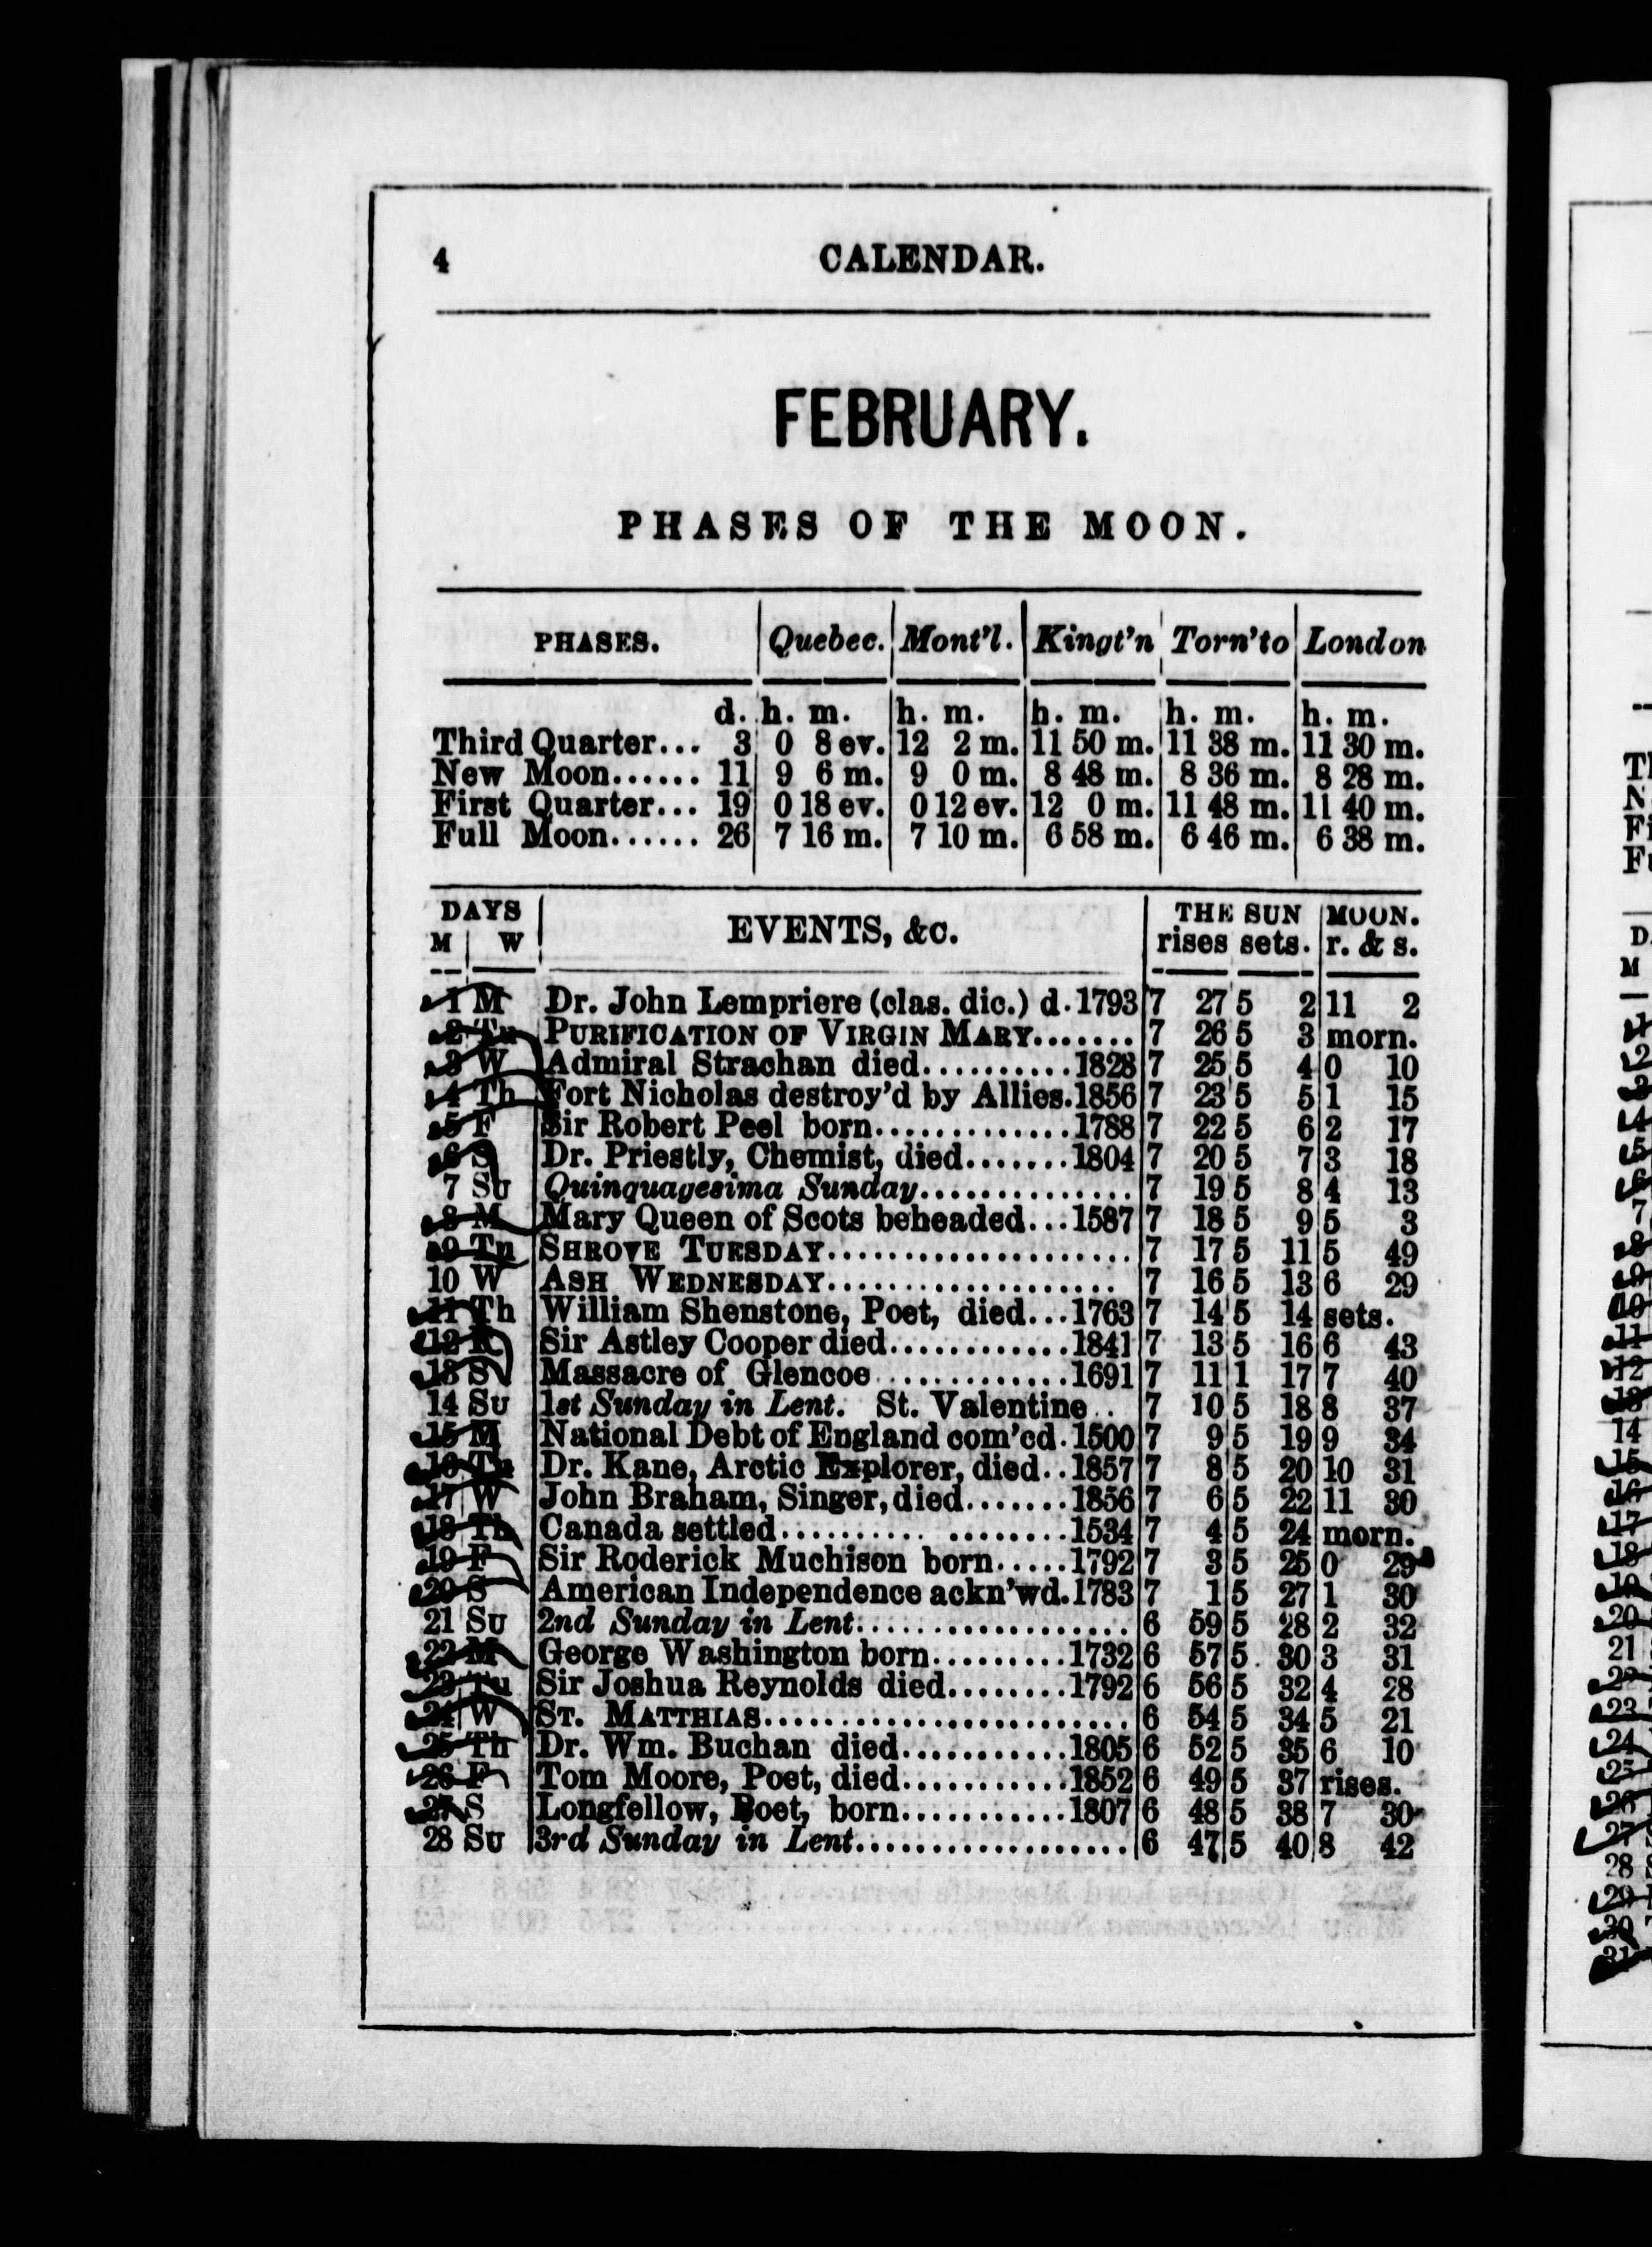 4 CALENDAR.
FEBRUARY.
PHASES OF THE MOON.
PHASES. Quebec. Mont'l. Kingt'n Torn'to London
d. h. m. h. m. h. m. h. m. h. m.
Third Quarter... 3 0 8 ev. 12 2 m. 11 50 m. 11 38 m. 11 30 m.
New Moon...... 11 9 6 m. 9 0 m. 8 48 m. 8 36 m. 8 28 m.
First Quarter... 19 0 18 ev. 0 12 ev. 12 0 m. 11 48 m. 11 40 m.
Full Moon...... 26 7 16 m. 7 10 m. 6 58 m. 6 46 m. 6 38 m.
DAYS EVENTS, &c. THE SUN MOON.
M W rises sets. r. & s.
1 M Dr. John Lempriere (clas. dic.) d. 1793 7 27 5 2 11 2
2 Tu PURIFICATION OF VIRGIN MARY....... 7 26 5 3 morn.
3 W Admiral Strachan died..........1828 7 25 5 4 0 10
4 Th Fort Nicholas destroy'd by Allies.1856 7 23 5 5 1 15
5 F Sir Robert Peel born.............1788 7 22 5 6 2 17
6 S Dr. Priestly, Chemist, died.......1804 7 20 5 7 3 18
7 SU Quinquagesima Sunday............... 7 19 5 8 4 13
8 M Mary Queen of Scots beheaded...1587 7 18 5 9 5 3
9 Tu SHROVE TUESDAY..................... 7 17 5 11 5 49
10 W ASH WEDNESDAY.................... 7 16 5 13 6 29
11 Th William Shenstone, Poet, died...1763 7 14 5 14 sets.
12 F Sir Astley Cooper died............1841 7 13 5 16 6 43
13 S Massacre of Glencoe.............1691 7 11 1 17 7 40
14 SU 1st Sunday in Lent. St. Valentine.. 7 10 5 18 8 37
15 M National Debt of England com'cd.1500 7 9 5 19 9 34
16 Tu Dr. Kane, Arctic Explorer, died..1857 7 8 5 20 10 31
17 W John Braham, Singer, died.......1856 7 6 5 22 11 30
18 Th Canada settled.......... ........1534 7 4 5 24 morn.
19 F Sir Roderick Muchison born.....1792 7 3 5 25 0 29
20 S American Independence ackn'wd.1783 7 1 5 27 1 30
21 SU 2nd Sunday in Lent.................. 6 59 5 28 2 32
22 M George Washington born.........1732 6 57 5 30 3 31
23 Tu Sir Joshua Reynolds died........1792 6 56 5 32 4 28
24 W ST. MATTHIAS........................ 6 54 5 34 5 21
25 Th Dr. Wm. Buchan died...........1805 6 52 5 35 6 10
26 F Tom Moore, Poet, died...........1852 6 49 5 37 rises.
27 S Longfellow, Poet, born...........1807 6 48 5 38 7 30
28 SU 3rd Sunday in Lent................... 6 47 5 40 8 42